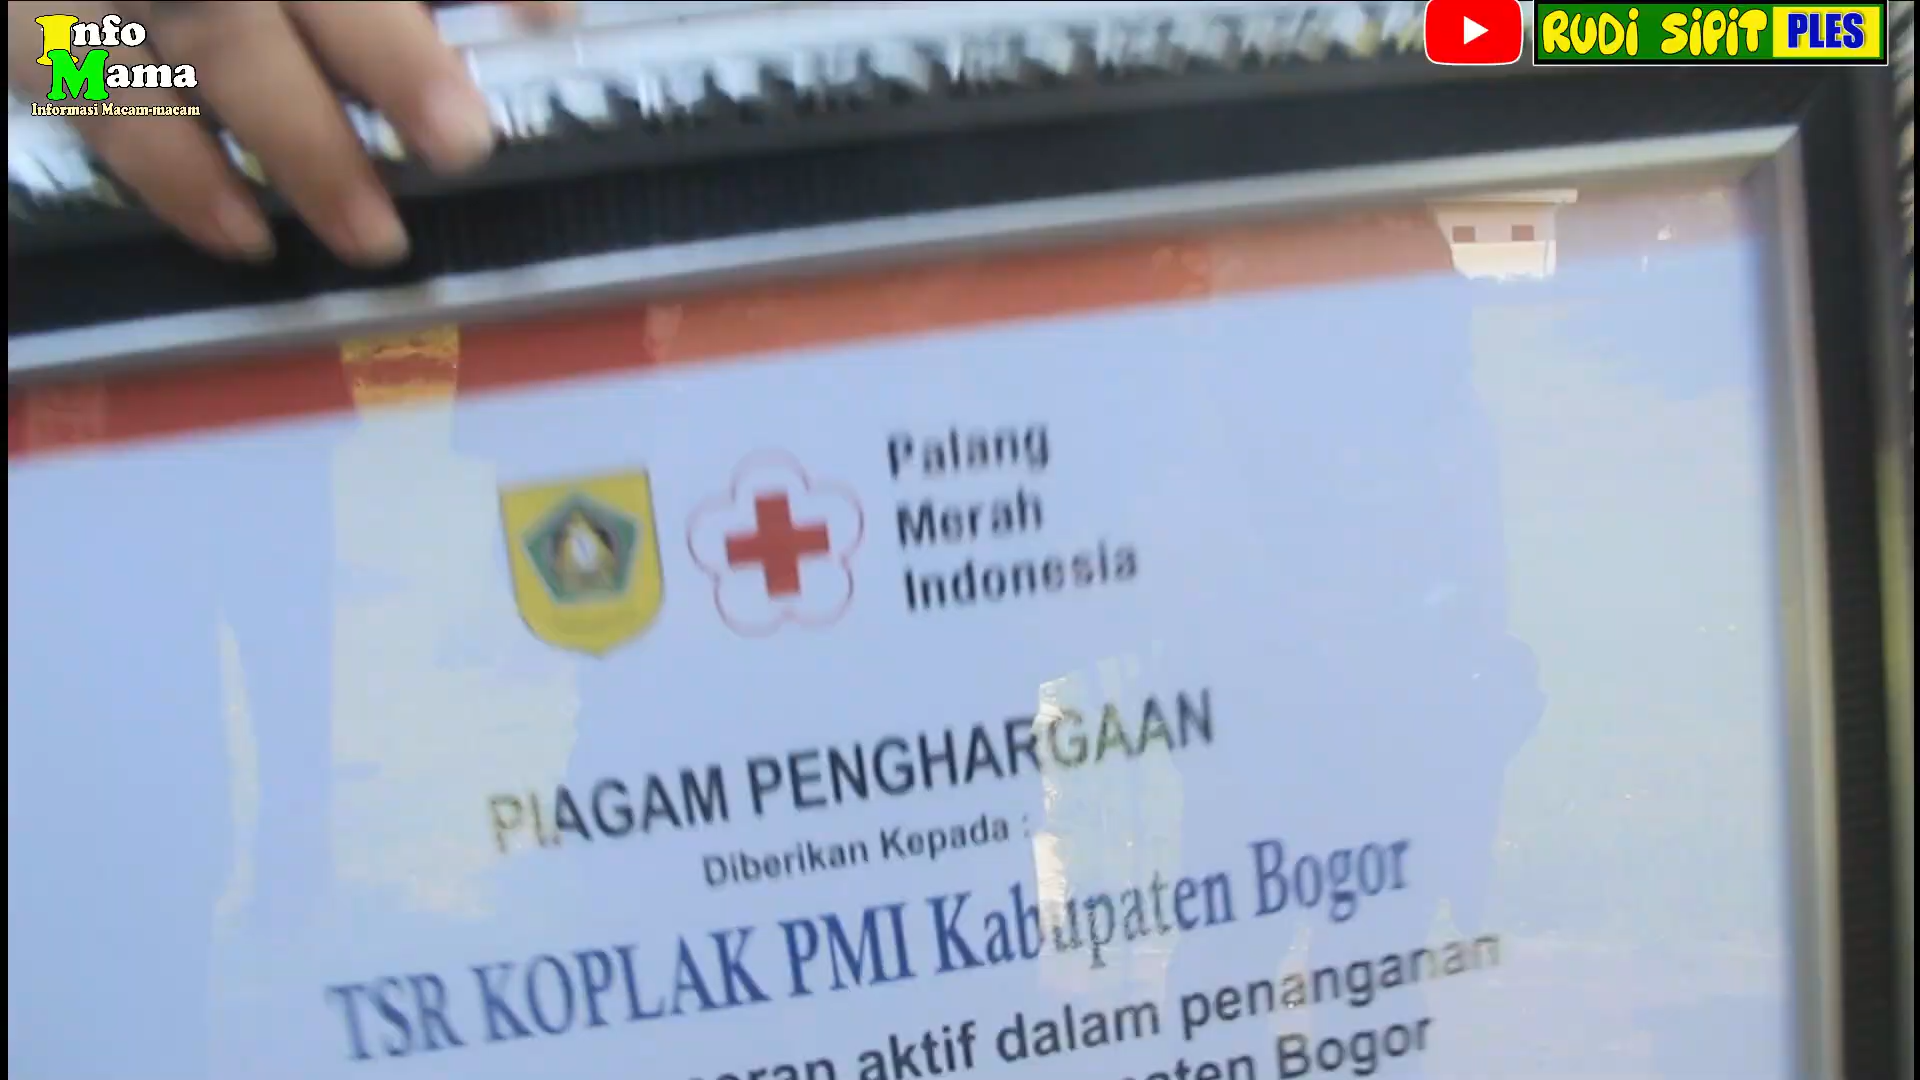 Info
Mama
Informasi Macam-macam
RUDI SIPIT PLES
Palang
Merah
Indonesia
PIAGAM PENGHARGAAN
Diberikan Kepada :
TSR KOPLAK PMI Kabupaten Bogor
aktif dalam penanganan
Bogor